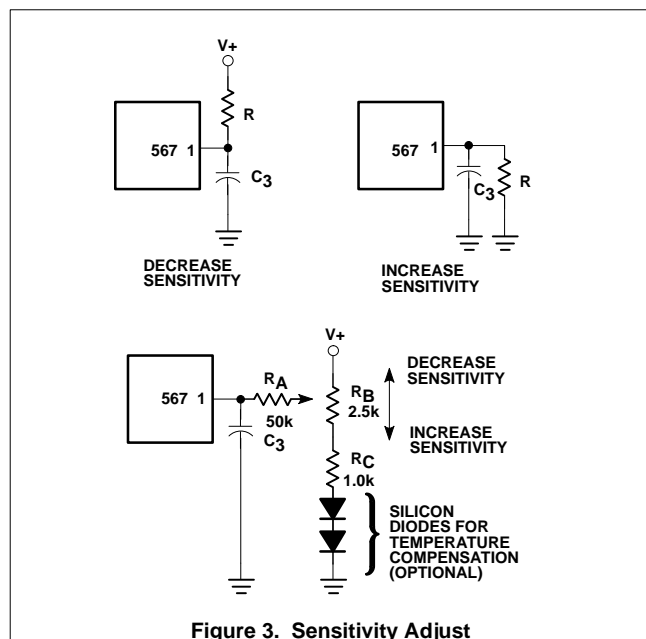 V+
R
567 1
C3
DECREASE
SENSITIVITY
567 1
C3
R
INCREASE
SENSITIVITY
V+
567 1
RA
50k
C3
RB
2.5k
DECREASE
SENSITIVITY
INCREASE
SENSITIVITY
RC
1.0k
SILICON
DIODES FOR
TEMPERATURE
COMPENSATION
(OPTIONAL)
Figure 3. Sensitivity Adjust